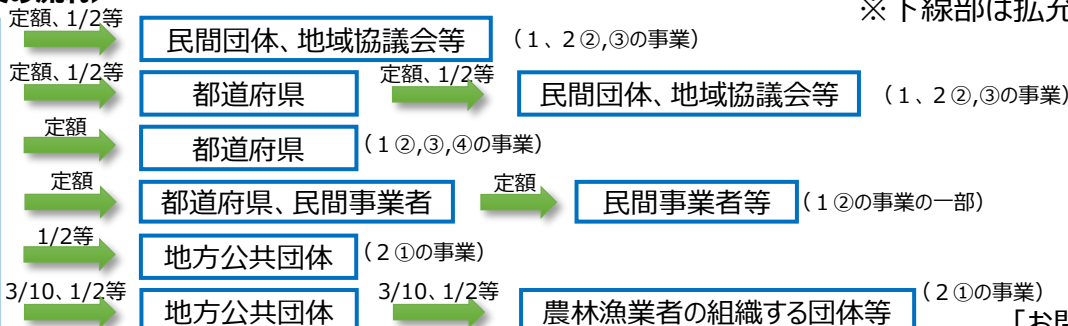 ※下線部は拡充
定額、1/2等
民間団体、地域協議会等 （１、２②,③の事業）
定額、1/2等 定額、1/2等
都道府県 民間団体、地域協議会等 （１、２②,③の事業）
定額
都道府県 （１②,③,④の事業）
定額 定額
都道府県、民間事業者 民間事業者等 （１②の事業の一部）
1/2等
地方公共団体 （２①の事業）
3/10、1/2等 3/10、1/2等
地方公共団体 農林漁業者の組織する団体等 （２①の事業）
［お問